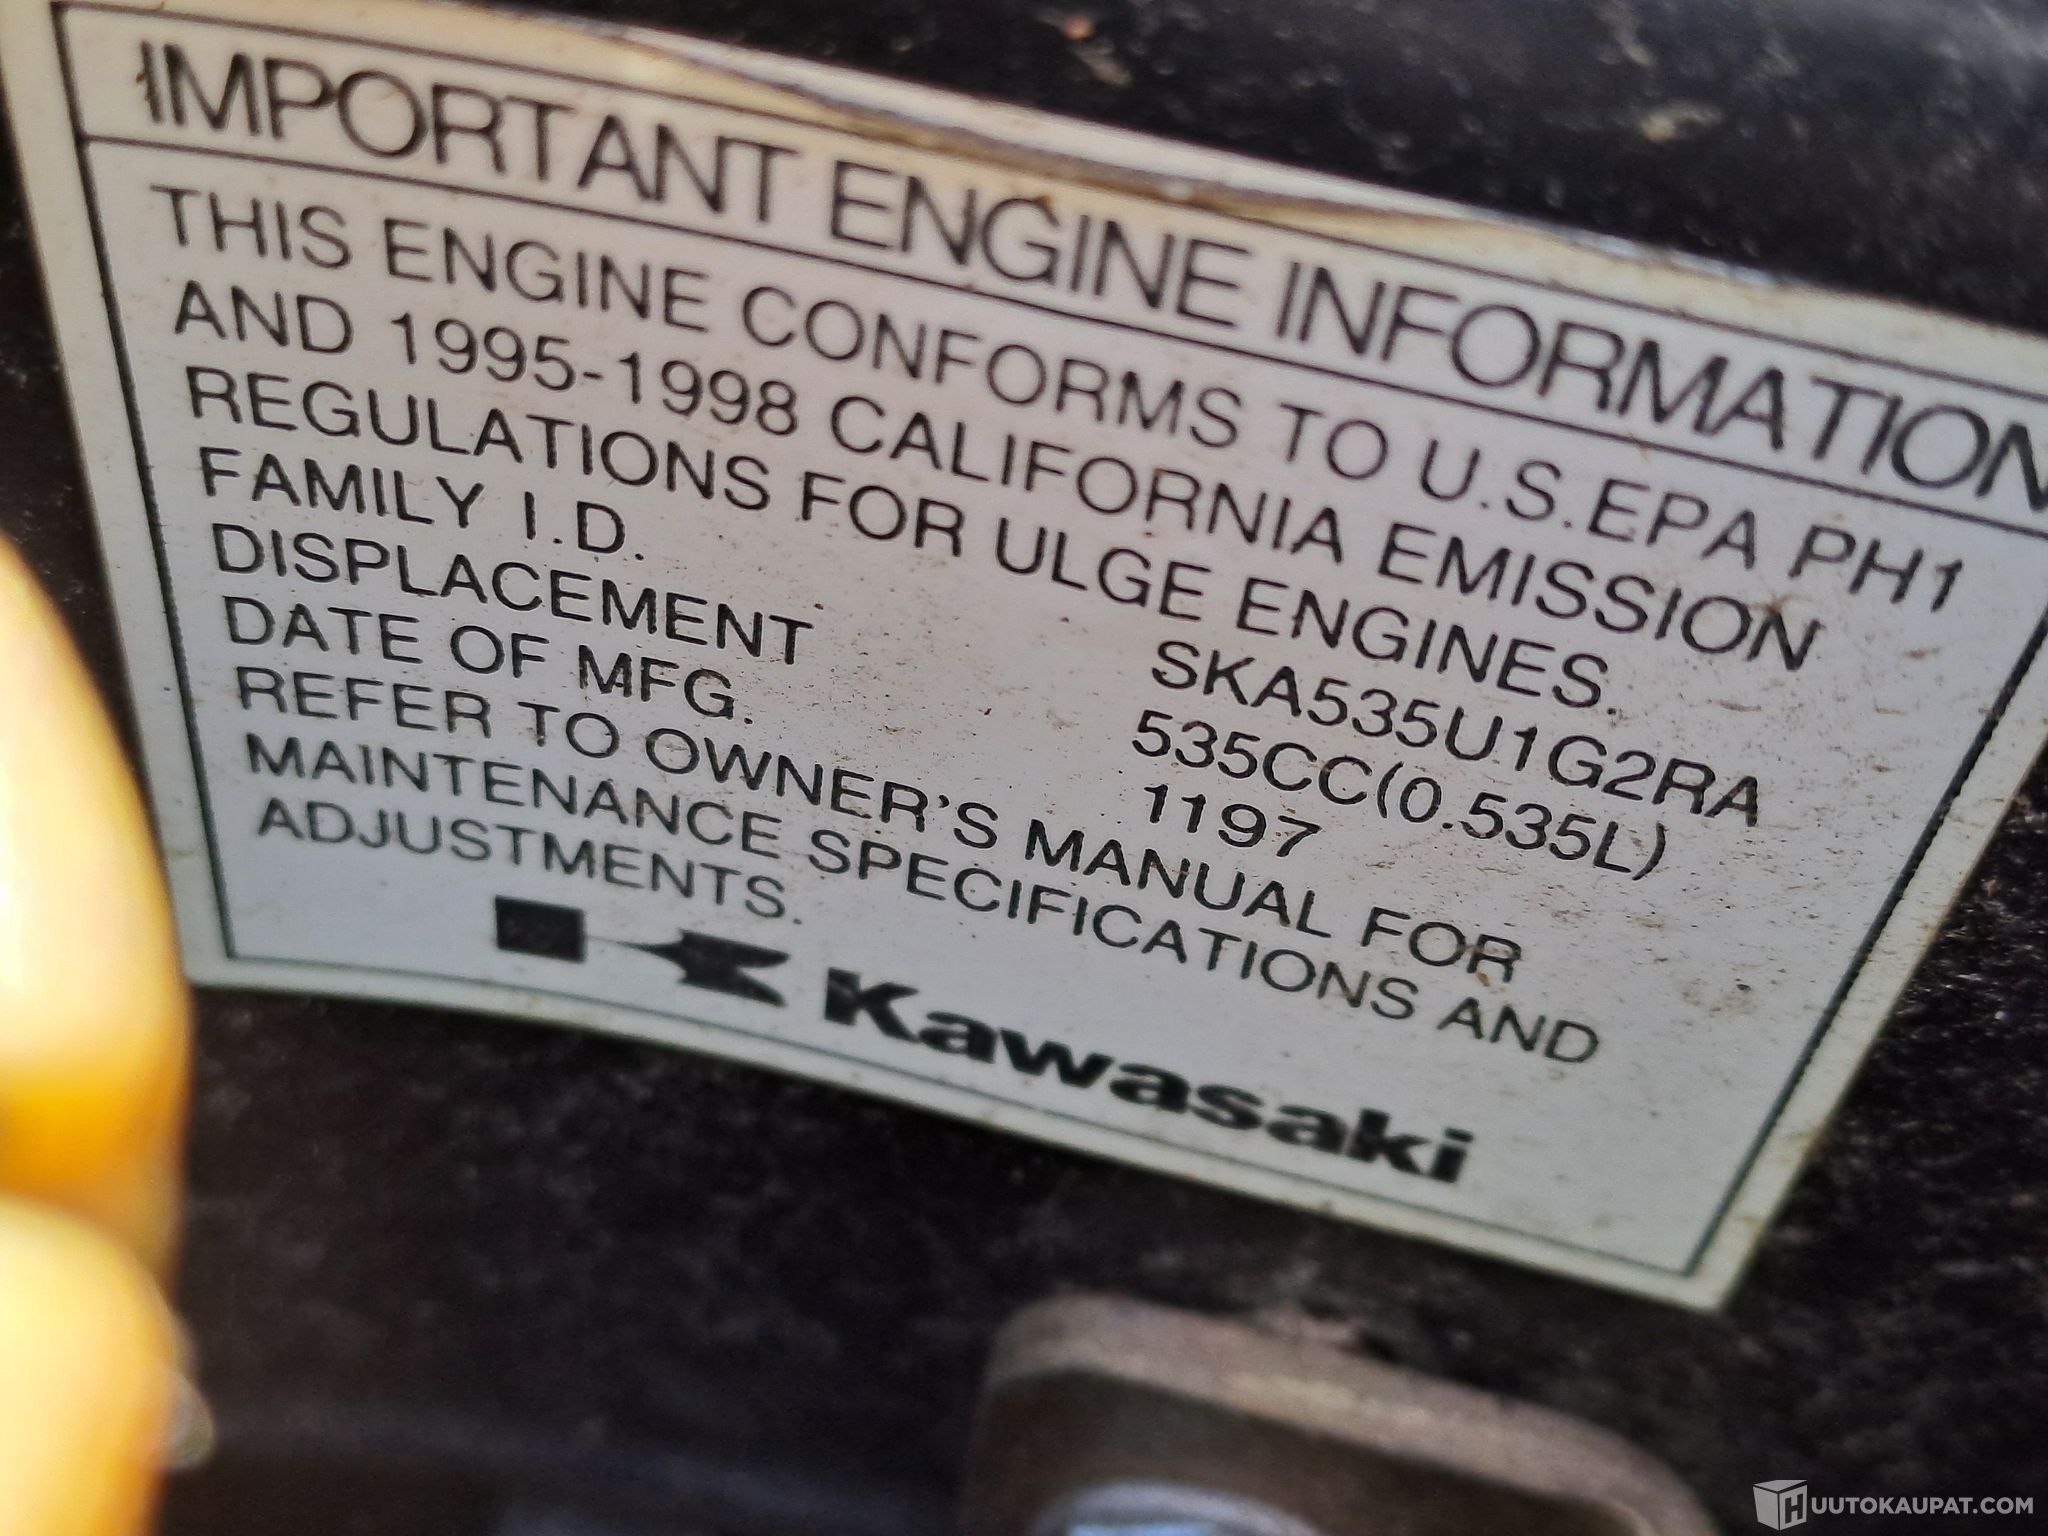 IMPORTANT ENGINE INFORMATION
THIS ENGINE CONFORMS TO U.S.EPA PH1
AND 1995-1998 CALIFORNIA EMISSION
REGULATIONS FOR ULGE ENGINES.
FAMILY I.D. SKA535U1G2RA
DISPLACEMENT 535CC(0.535L)
DATE OF MFG. 1197
REFER TO OWNER'S MANUAL FOR
MAINTENANCE SPECIFICATIONS AND
ADJUSTMENTS.
Kawasaki
HUUTOKAUPAT.COM